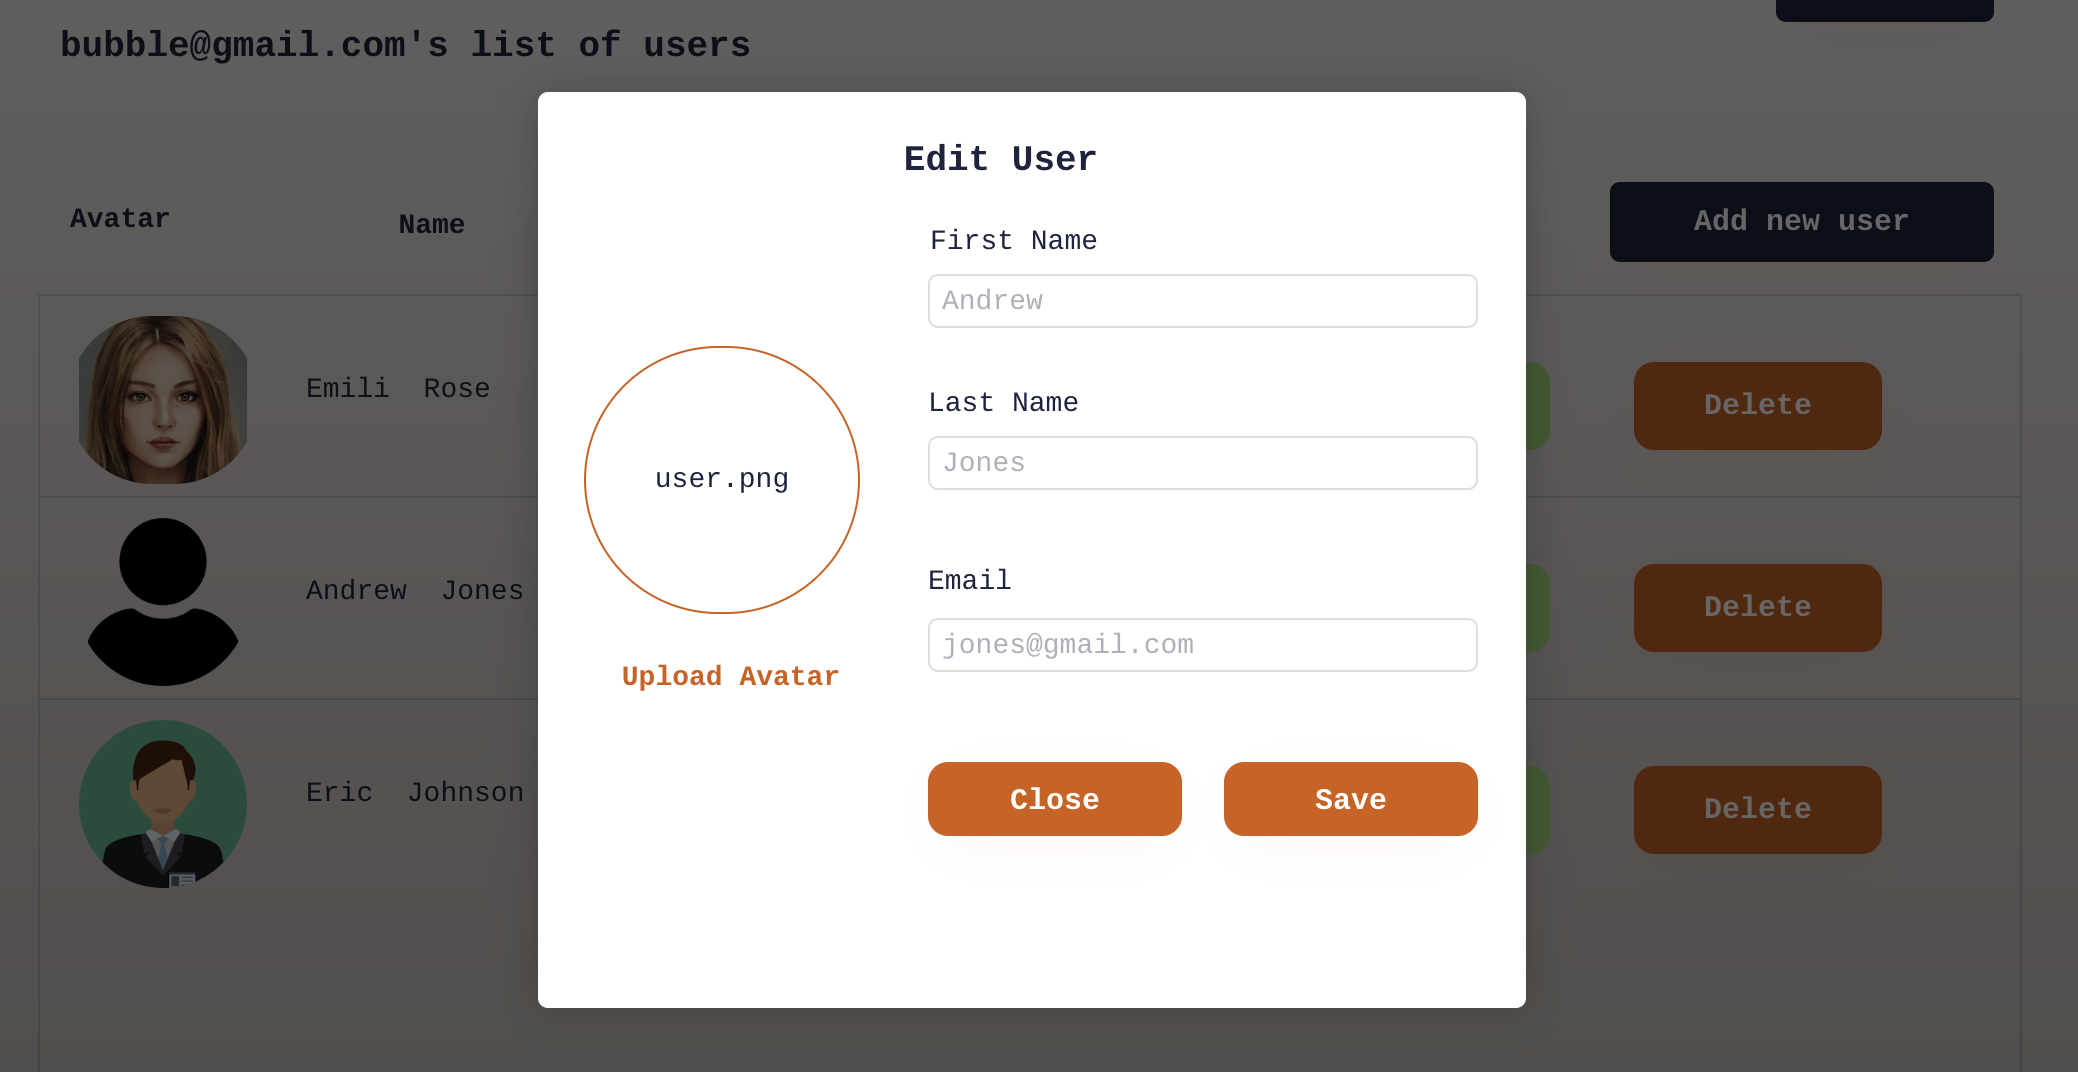 bubble@gmail.com's list of users
Avatar
Name
Add new user
Emili Rose
Delete
Andrew Jones
Delete
Eric Johnson
Delete
Edit User
First Name
Andrew
Last Name
Jones
Email
jones@gmail.com
user.png
Upload Avatar
Close
Save